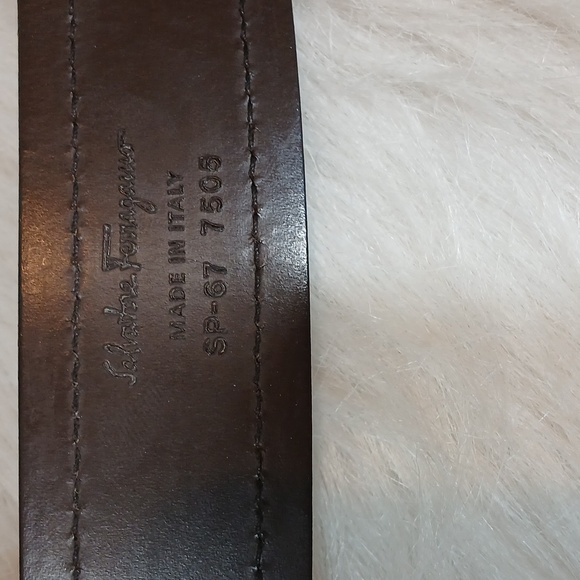 Salvatore Ferragamo
MADE IN ITALY
SP-67 7505